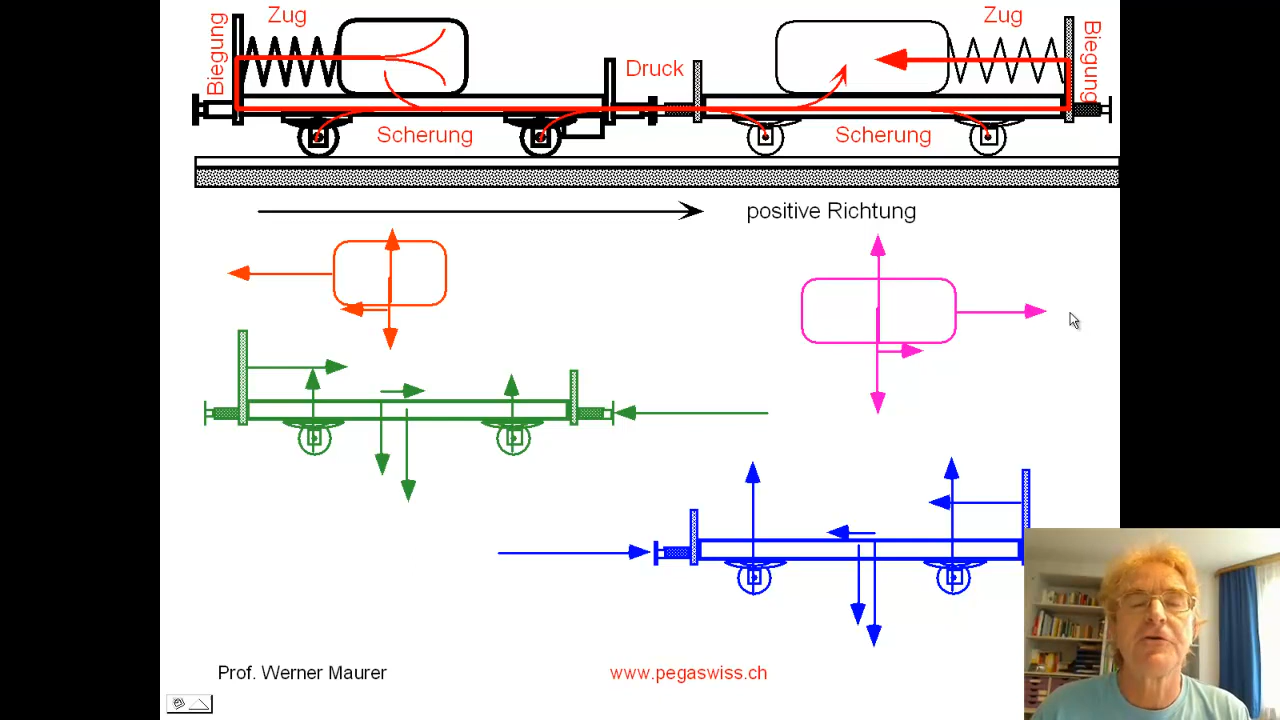 Zug
Zug
Biegung
Biegung
Druck
Scherung
Scherung
positive Richtung
Prof. Werner Maurer
www.pegaswiss.ch